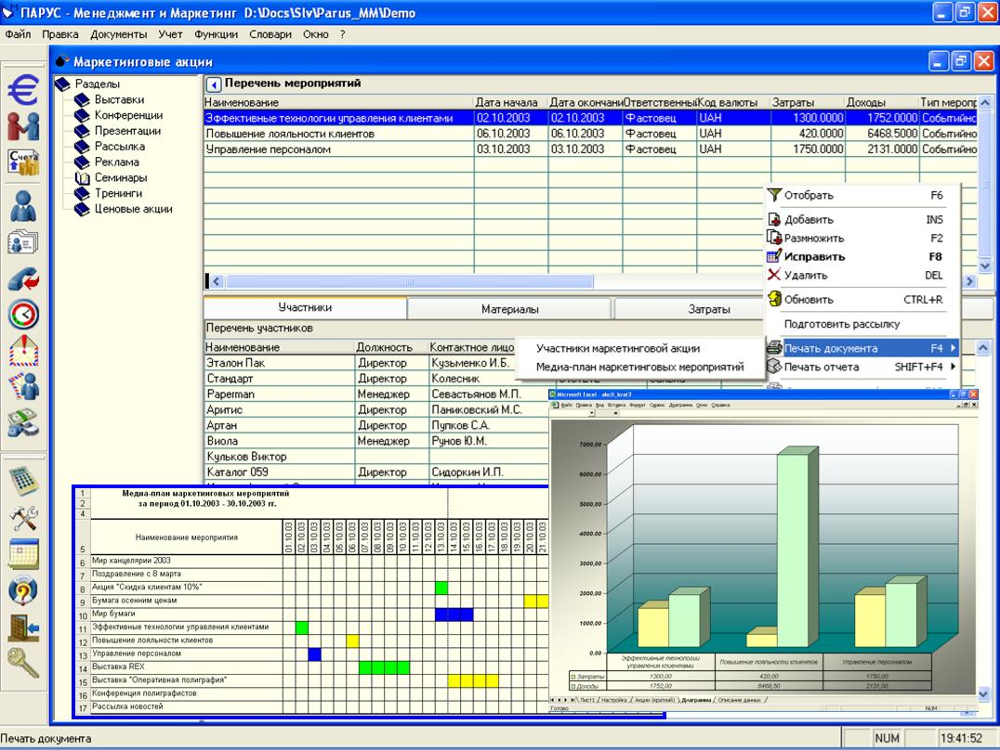 ПАРУС - Менеджмент и Маркетинг D:\Docs\Slv\Parus_MM\Demo
Файл Правка Документы Учет Функции Словари Окно ?
Маркетинговые акции
Разделы
Выставки
Конференции
Презентации
Рассылка
Реклама
Семинары
Тренинги
Ценовые акции
Счета
Перечень мероприятий
Наименование Дата начала Дата окончани Ответственный Код валюты Затраты Доходы Тип меропр
Эффективные технологии управления клиентами 02.10.2003 02.10.2003 Фастовец UAH 1300.0000 1752.0000 Событийно
Повышение лояльности клиентов 06.10.2003 06.10.2003 Фастовец UAH 420.0000 6468.5000 Событийно
Управление персоналом 03.10.2003 03.10.2003 Фастовец UAH 1750.0000 2131.0000 Событийно
Отобрать F6
Добавить INS
Размножить F2
Исправить F8
Удалить DEL
Обновить CTRL+R
Подготовить рассылку
Печать документа F4
Печать отчета SHIFT+F4
Участники маркетинговой акции
Медиа-план маркетинговых мероприятий
Участники Материалы Затраты
Перечень участников
Наименование Должность Контактное лицо
Эталон Пак Директор Кузьменко И.Б.
Стандарт Директор Колесник
Paperman Менеджер Севастьянов М.П.
Аритис Директор Паниковский М.С.
Артан Директор Пупков С.А.
Виола Менеджер Рунов Ю.М.
Кульков Виктор
Каталог 059 Директор Сидоркин И.П.
1 Медиа-план маркетинговых мероприятий
2 за период 01.10.2003 - 30.10.2003 гг.
4
5 Наименование мероприятия 01.10.03 02.10.03 03.10.03 04.10.03 05.10.03 06.10.03 07.10.03 08.10.03 09.10.03 10.10.03 11.10.03 12.10.03 13.10.03 14.10.03 15.10.03 16.10.03 17.10.03 18.10.03 19.10.03 20.10.03 21.10.03
6 Мир канцелярии 2003
7 Поздравление с 8 марта
8 Акция "Скидка клиентам 10%"
9 Бумага осенним ценам
10 Мир бумаги
11 Эффективные технологии управления клиентами
12 Повышение лояльности клиентов
13 Управление персоналом
14 Выставка REX
15 Выставка "Оперативная полиграфия"
16 Конференция полиграфистов
17 Рассылка новостей
Microsoft Excel - akcii_krat3
Файл Правка Вид Вставка Формат Сервис Диаграмма Окно Справка
7000,00
6000,00
5000,00
4000,00
3000,00
2000,00
1000,00
0,00
Эффективные технологии управления клиентами Повышение лояльности клиентов Управление персоналом
Затраты 1300,00 420,00 1750,00
Доходы 1752,00 6468,50 2131,00
Лист1 / Настройка / Акции (краткий) \ Диаграмма / Описание данных /
Готово NUM
Печать документа NUM 19:41:52